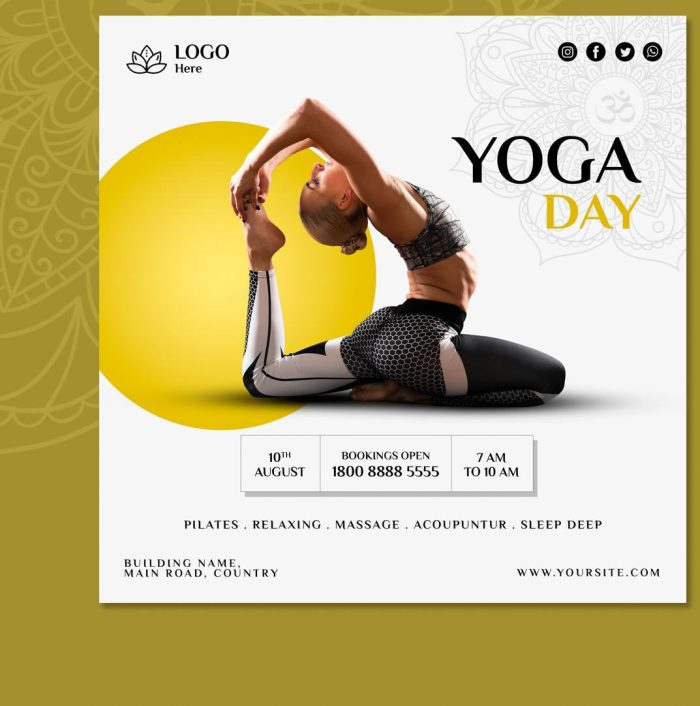 LOGO
Here
YOGA
DAY
10TH
AUGUST
BOOKINGS OPEN
1800 8888 5555
7 AM
TO 10 AM
PILATES . RELAXING . MASSAGE . ACOUPUNTUR . SLEEP DEEP
BUILDING NAME,
MAIN ROAD, COUNTRY
WWW.YOURSITE.COM
ॐ